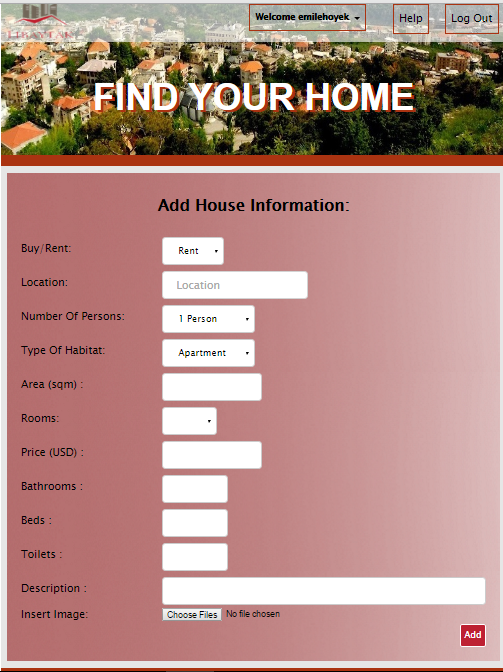 Welcome emilehoyek
Help
Log Out
FIND YOUR HOME
Add House Information:
Buy/Rent: Rent
Location: Location
Number Of Persons: 1 Person
Type Of Habitat: Apartment
Area (sqm) :
Rooms:
Price (USD) :
Bathrooms :
Beds :
Toilets :
Description :
Insert Image: Choose Files No file chosen
Add